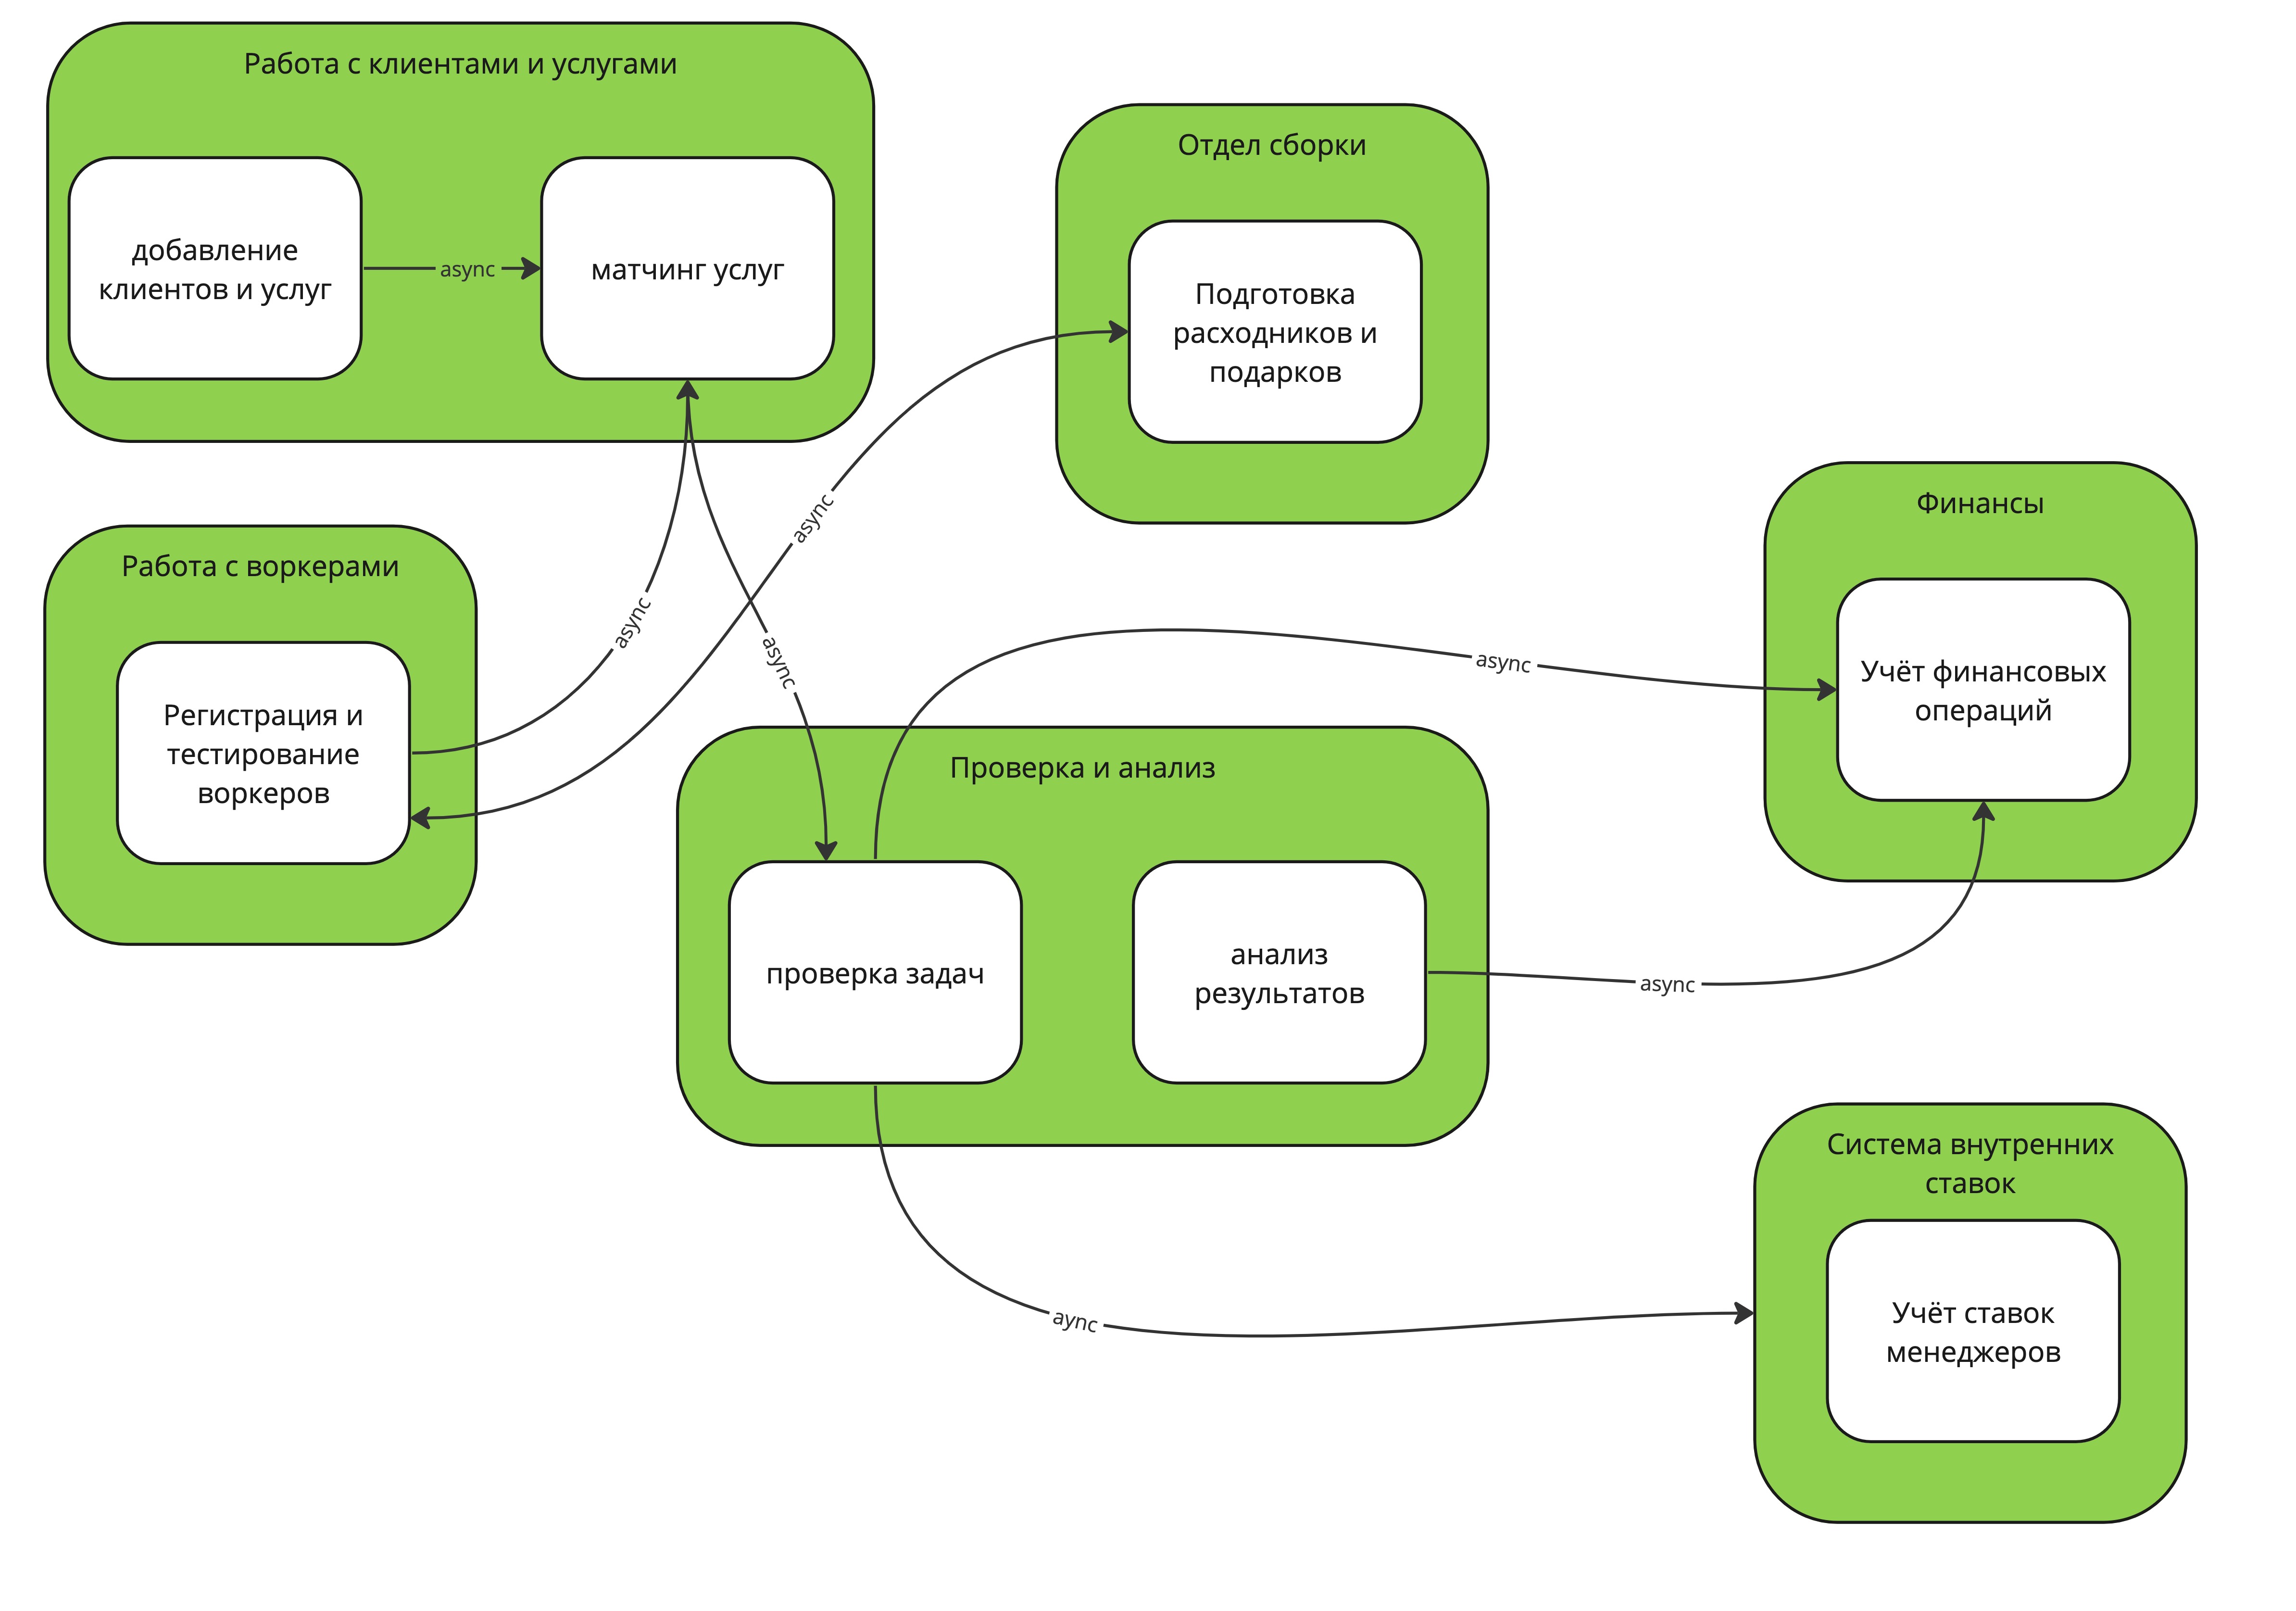 Работа с клиентами и услугами
добавление
клиентов и услуг
async
матчинг услуг
Отдел сборки
Подготовка
расходников и
подарков
async
Финансы
Учёт финансовых
операций
Работа с воркерами
Регистрация и
тестирование
воркеров
async
async
async
Проверка и анализ
проверка задач
анализ
результатов
async
Система внутренних
ставок
Учёт ставок
менеджеров
aync